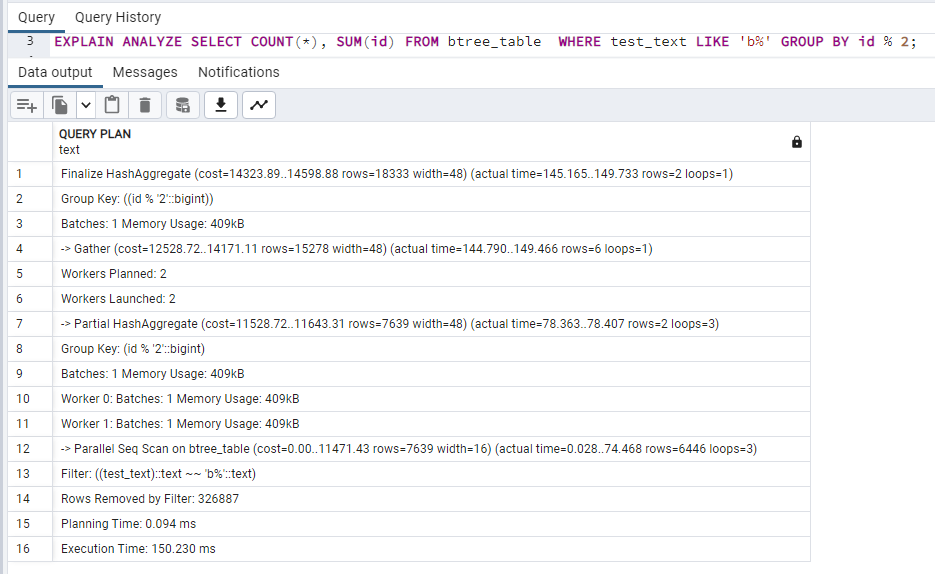 Query Query History
3 EXPLAIN ANALYZE SELECT COUNT(*), SUM(id) FROM btree_table WHERE test_text LIKE 'b%' GROUP BY id % 2;
Data output Messages Notifications
QUERY PLAN
text
1 Finalize HashAggregate (cost=14323.89..14598.88 rows=18333 width=48) (actual time=145.165..149.733 rows=2 loops=1)
2 Group Key: ((id % '2'::bigint))
3 Batches: 1 Memory Usage: 409kB
4 -> Gather (cost=12528.72..14171.11 rows=15278 width=48) (actual time=144.790..149.466 rows=6 loops=1)
5 Workers Planned: 2
6 Workers Launched: 2
7 -> Partial HashAggregate (cost=11528.72..11643.31 rows=7639 width=48) (actual time=78.363..78.407 rows=2 loops=3)
8 Group Key: (id % '2'::bigint)
9 Batches: 1 Memory Usage: 409kB
10 Worker 0: Batches: 1 Memory Usage: 409kB
11 Worker 1: Batches: 1 Memory Usage: 409kB
12 -> Parallel Seq Scan on btree_table (cost=0.00..11471.43 rows=7639 width=16) (actual time=0.028..74.468 rows=6446 loops=3)
13 Filter: ((test_text)::text ~~ 'b%'::text)
14 Rows Removed by Filter: 326887
15 Planning Time: 0.094 ms
16 Execution Time: 150.230 ms